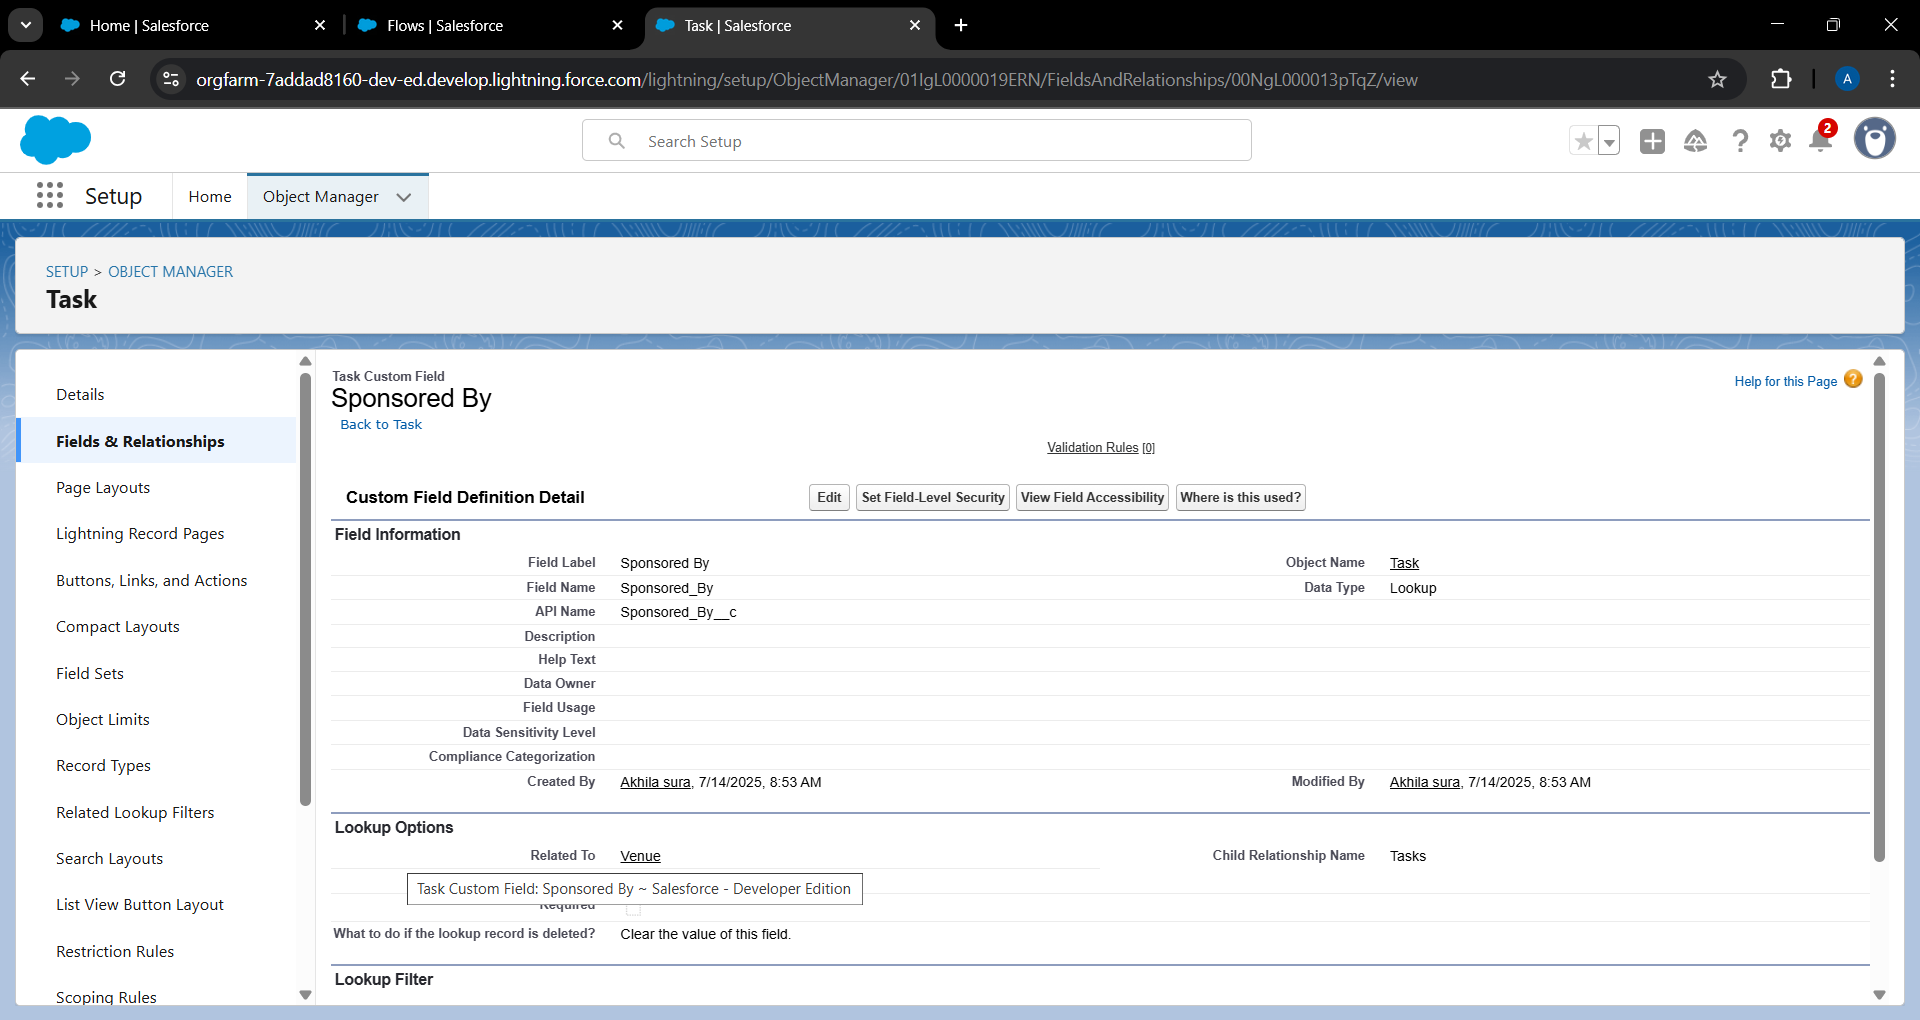 Home | Salesforce
Flows | Salesforce
Task | Salesforce
orgfarm-7addad8160-dev-ed.develop.lightning.force.com/lightning/setup/ObjectManager/01IgL0000019ERN/FieldsAndRelationships/00NgL000013pTqZ/view
A
Search Setup
2
Setup
Home
Object Manager
SETUP > OBJECT MANAGER
Task
Details
Fields & Relationships
Page Layouts
Lightning Record Pages
Buttons, Links, and Actions
Compact Layouts
Field Sets
Object Limits
Record Types
Related Lookup Filters
Search Layouts
List View Button Layout
Restriction Rules
Scoping Rules
Task Custom Field
Sponsored By
Back to Task
Help for this Page ?
Validation Rules [0]
Custom Field Definition Detail
Edit Set Field-Level Security View Field Accessibility Where is this used?
Field Information
Field Label Sponsored By Object Name Task
Field Name Sponsored_By Data Type Lookup
API Name Sponsored_By__c
Description
Help Text
Data Owner
Field Usage
Data Sensitivity Level
Compliance Categorization
Created By Akhila sura, 7/14/2025, 8:53 AM Modified By Akhila sura, 7/14/2025, 8:53 AM
Lookup Options
Related To Venue Child Relationship Name Tasks
Task Custom Field: Sponsored By ~ Salesforce - Developer Edition
Required
What to do if the lookup record is deleted? Clear the value of this field.
Lookup Filter